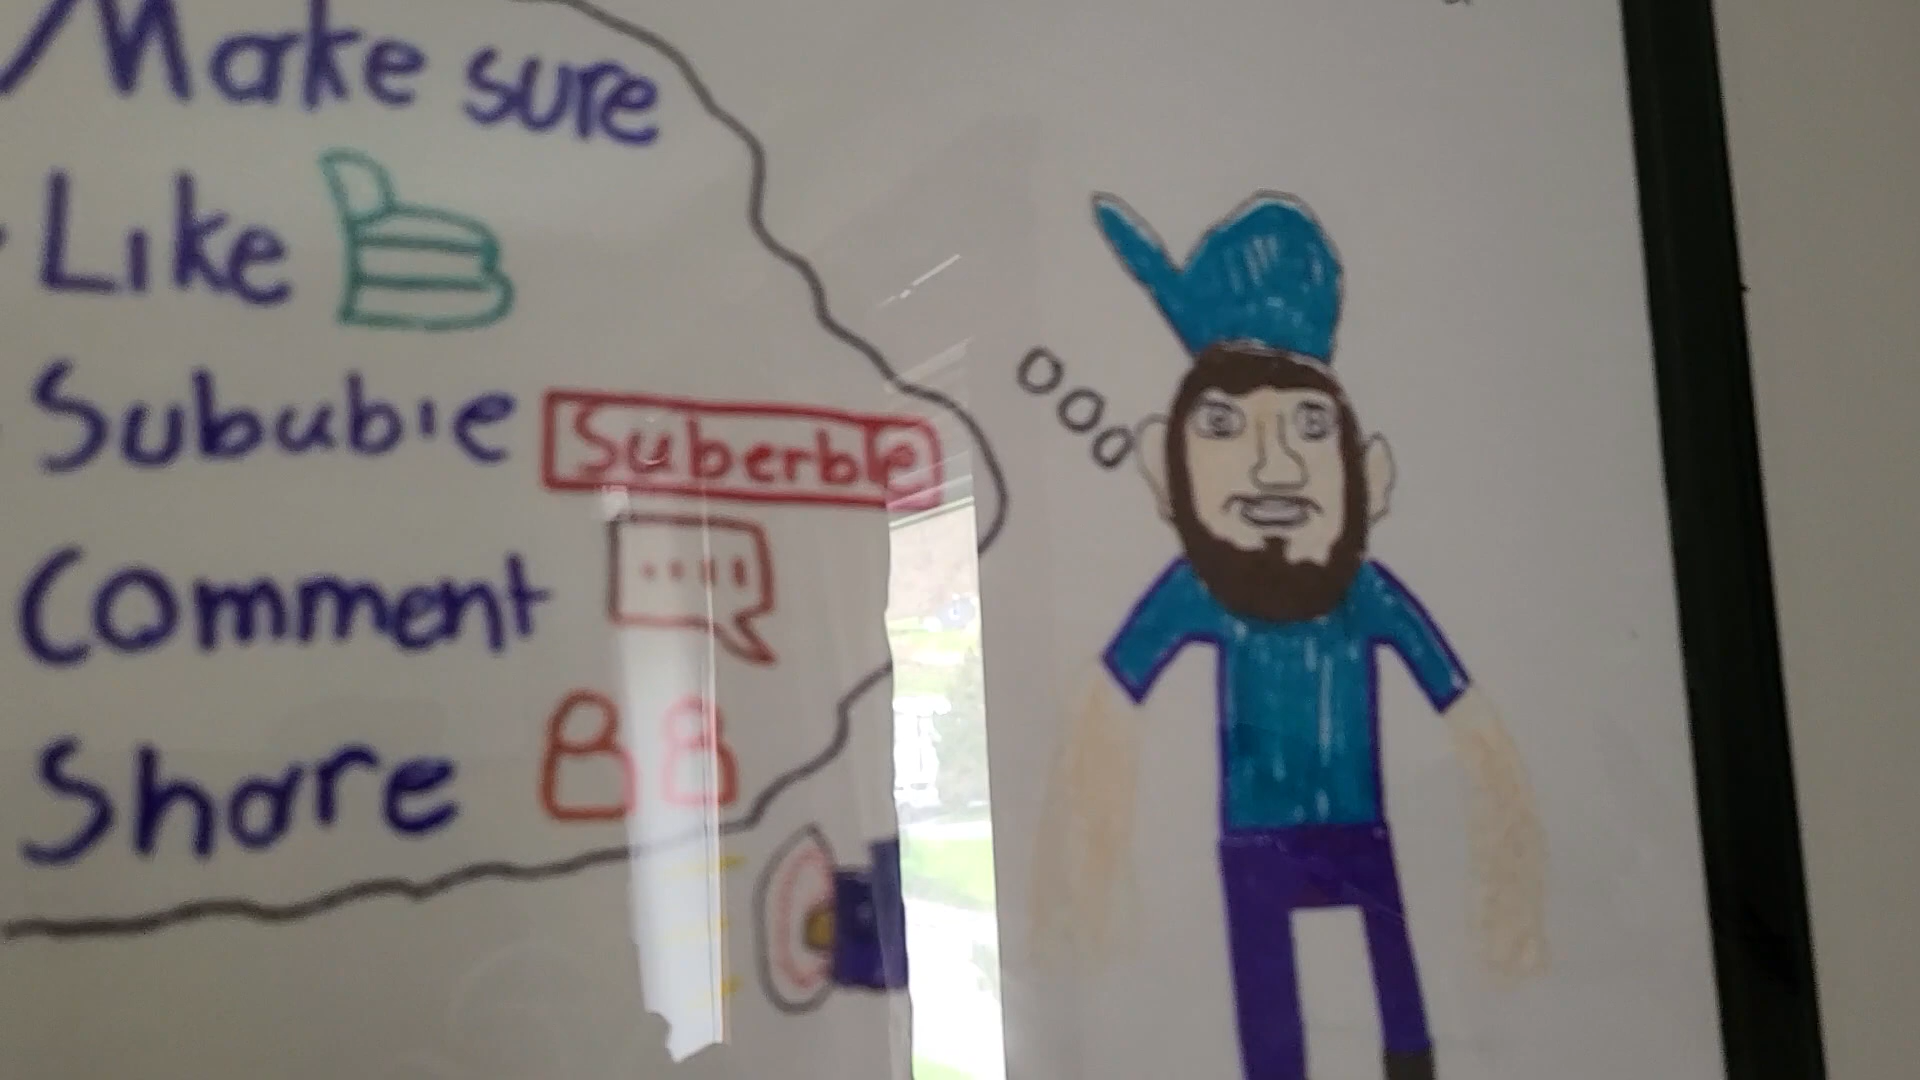 Make sure
Like
Sububie Suberble
Comment
Share